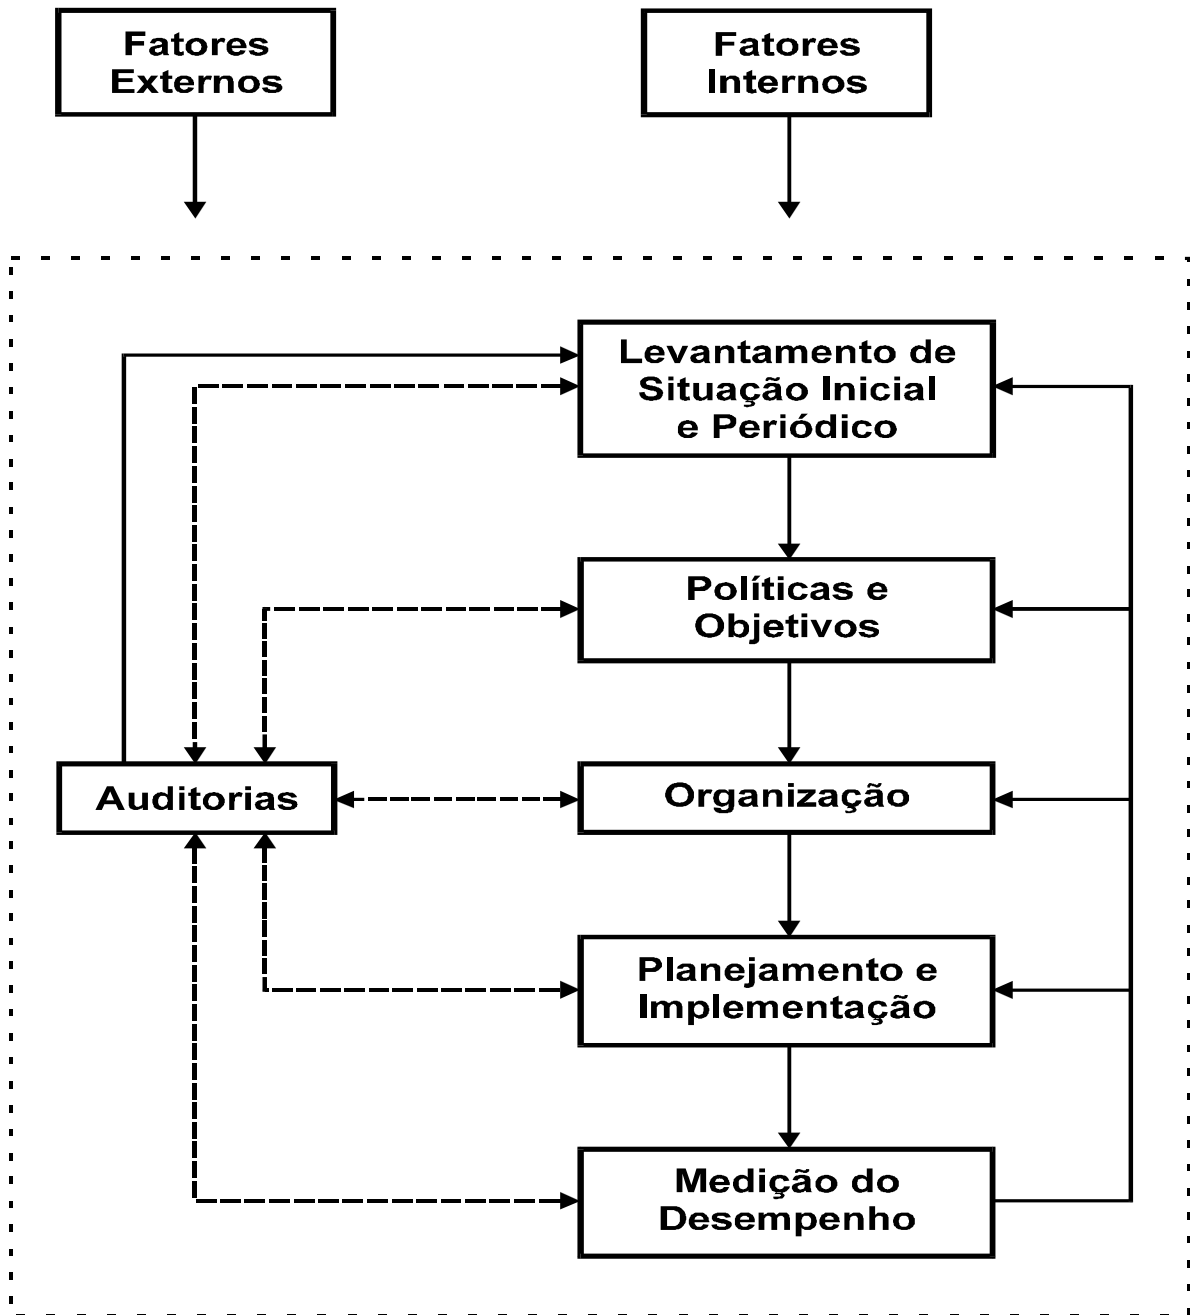 Fatores
Externos
Fatores
Internos
Levantamento de
Situação Inicial
e Periódico
Políticas e
Objetivos
Auditorias
Organização
Planejamento e
Implementação
Medição do
Desempenho